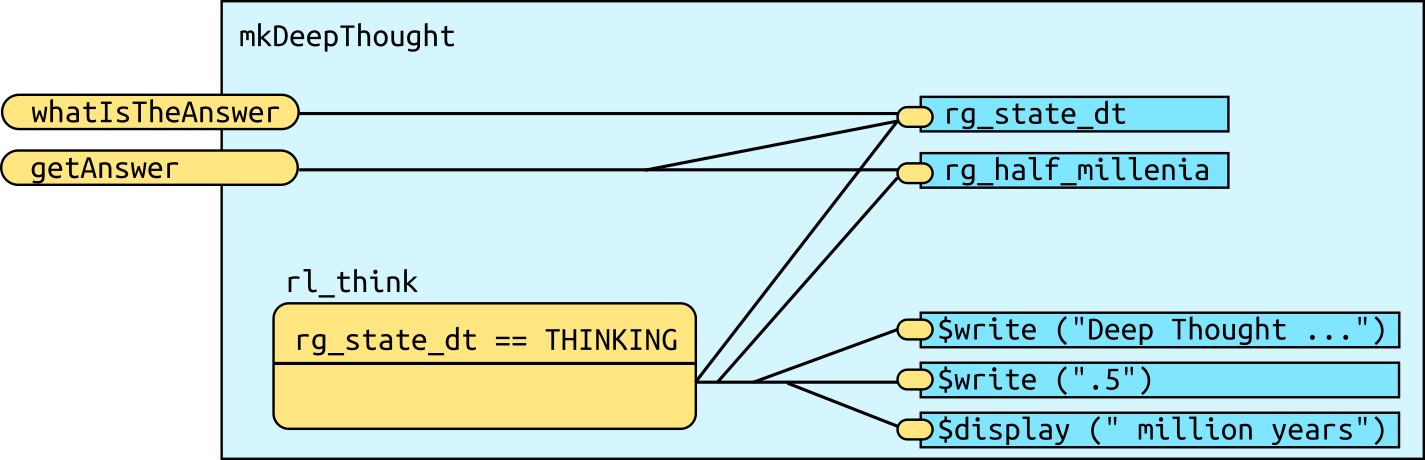 mkDeepThought
whatIsTheAnswer
rg_state_dt
getAnswer
rg_half_millenia
rl_think
rg_state_dt == THINKING
$write ("Deep Thought ...")
$write (".5")
$display (" million years")